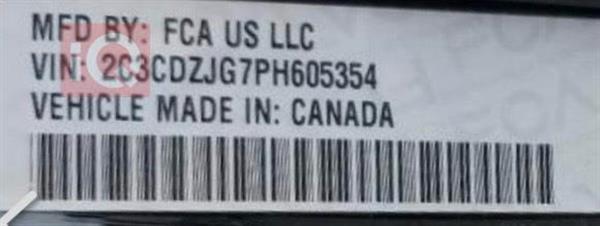 MFD BY: FCA US LLC
VIN: 2C3CDZJG7PH605354
VEHICLE MADE IN: CANADA